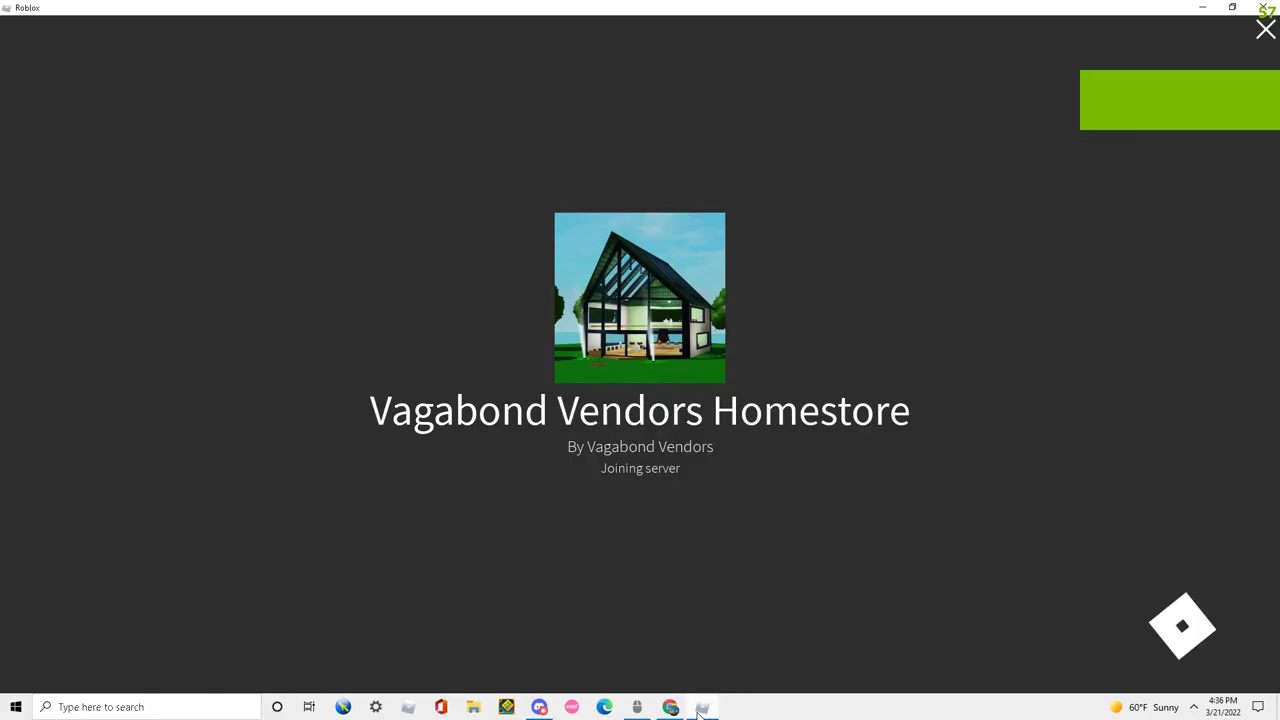 Roblox
57
Vagabond Vendors Homestore
By Vagabond Vendors
Joining server
Type here to search
60°F Sunny
4:36 PM
3/21/2022